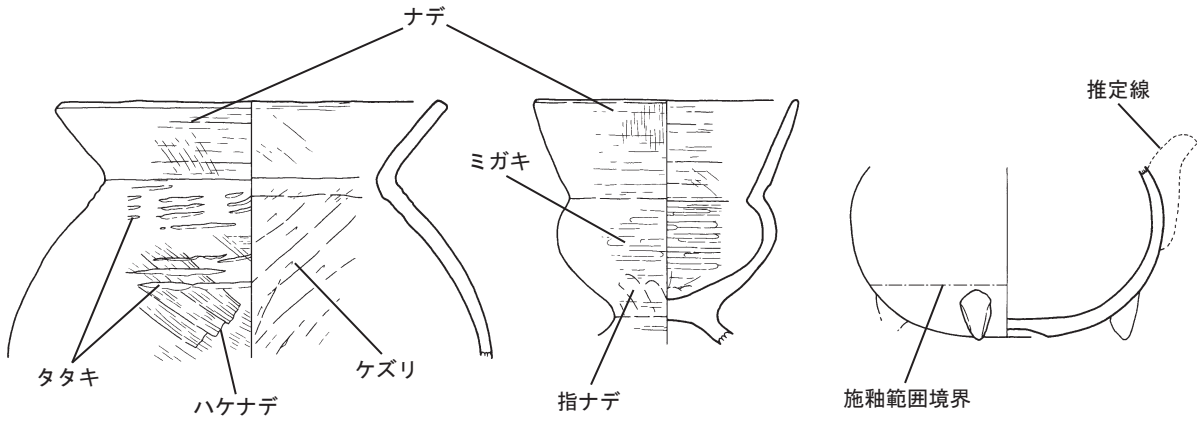 ナデ
推定線
ミガキ
タタキ
ハケナデ
ケズリ
指ナデ
施釉範囲境界